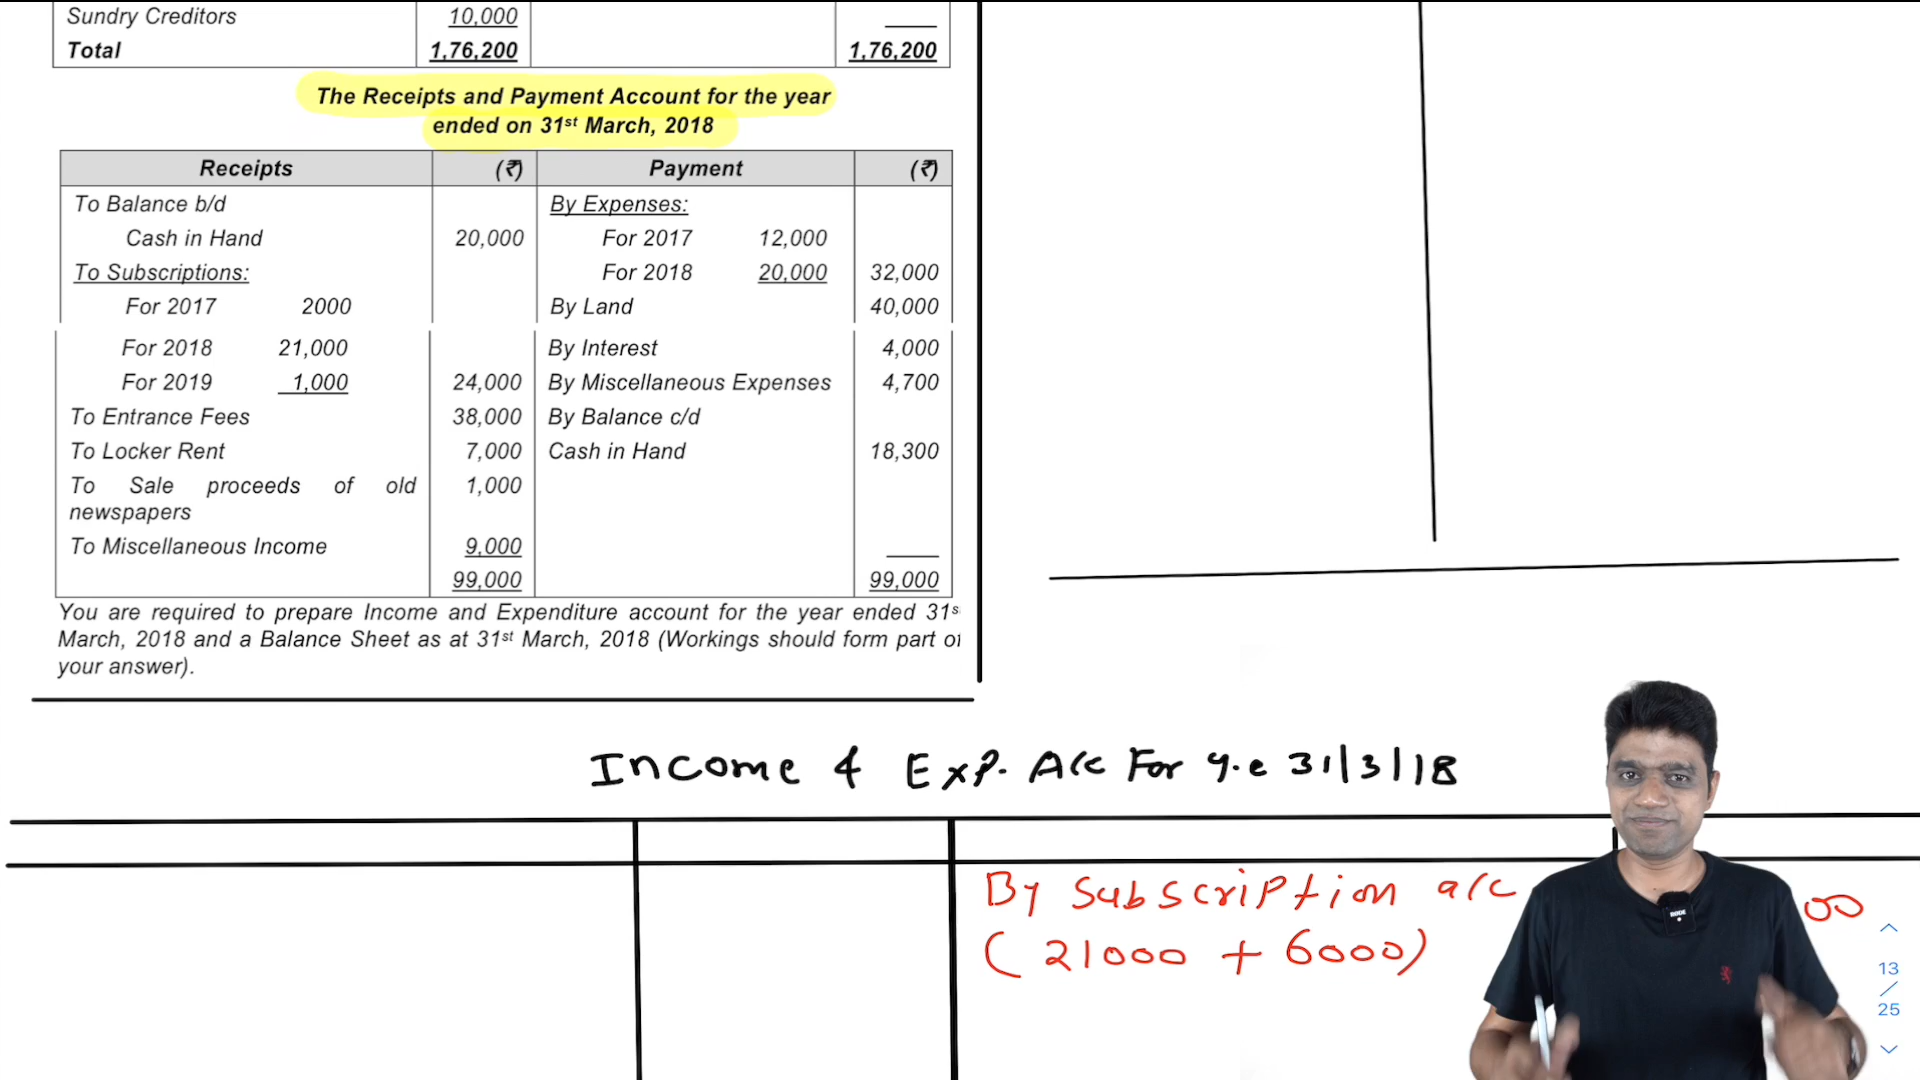 Sundry Creditors 10,000
Total 1,76,200 1,76,200
The Receipts and Payment Account for the year
ended on 31st March, 2018
Receipts (₹) Payment (₹)
To Balance b/d By Expenses:
Cash in Hand 20,000 For 2017 12,000
To Subscriptions: For 2018 20,000 32,000
For 2017 2000 By Land 40,000
For 2018 21,000 By Interest 4,000
For 2019 1,000 24,000 By Miscellaneous Expenses 4,700
To Entrance Fees 38,000 By Balance c/d
To Locker Rent 7,000 Cash in Hand 18,300
To Sale proceeds of old 1,000
newspapers
To Miscellaneous Income 9,000
99,000 99,000
You are required to prepare Income and Expenditure account for the year ended 31s
March, 2018 and a Balance Sheet as at 31st March, 2018 (Workings should form part of
your answer).
Income & Exp. A/c For y.e 31/3/18
By Subscription a/c 00
(21000 + 6000)
RODE
13
/
25